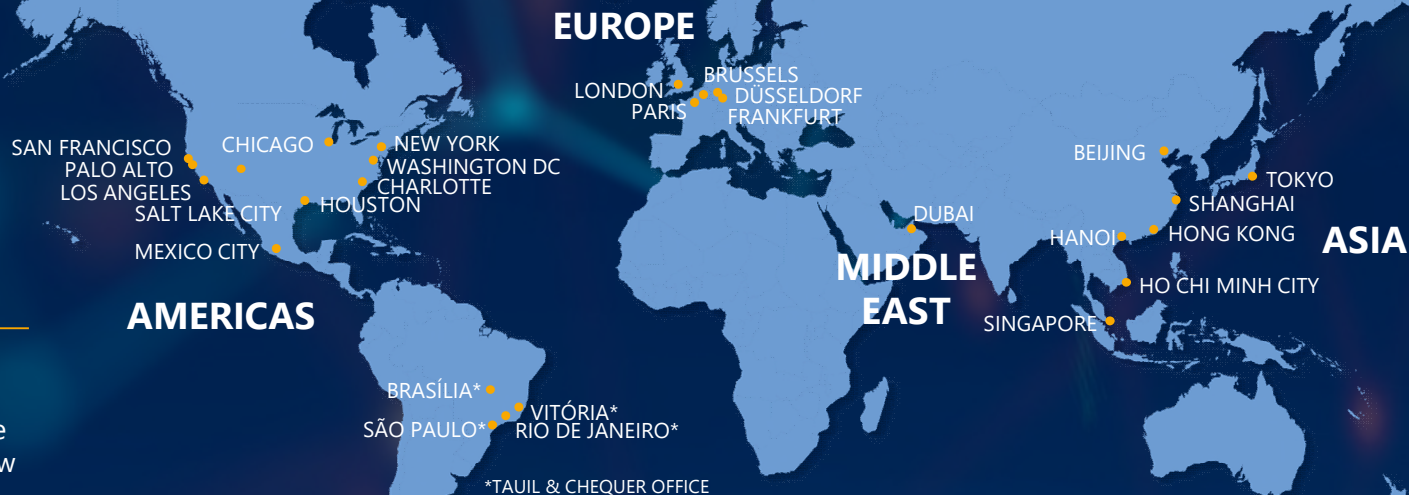 EUROPE
BRUSSELS
LONDON
DÜSSELDORF
PARIS
FRANKFURT
SAN FRANCISCO
CHICAGO
NEW YORK
PALO ALTO
WASHINGTON DC
LOS ANGELES
CHARLOTTE
SALT LAKE CITY
HOUSTON
MEXICO CITY
AMERICAS
BEIJING
TOKYO
SHANGHAI
DUBAI
HANOI
HONG KONG
ASIA
MIDDLE
EAST
HO CHI MINH CITY
SINGAPORE
BRASÍLIA*
VITÓRIA*
SÃO PAULO*
RIO DE JANEIRO*
*TAUIL & CHEQUER OFFICE
e
w